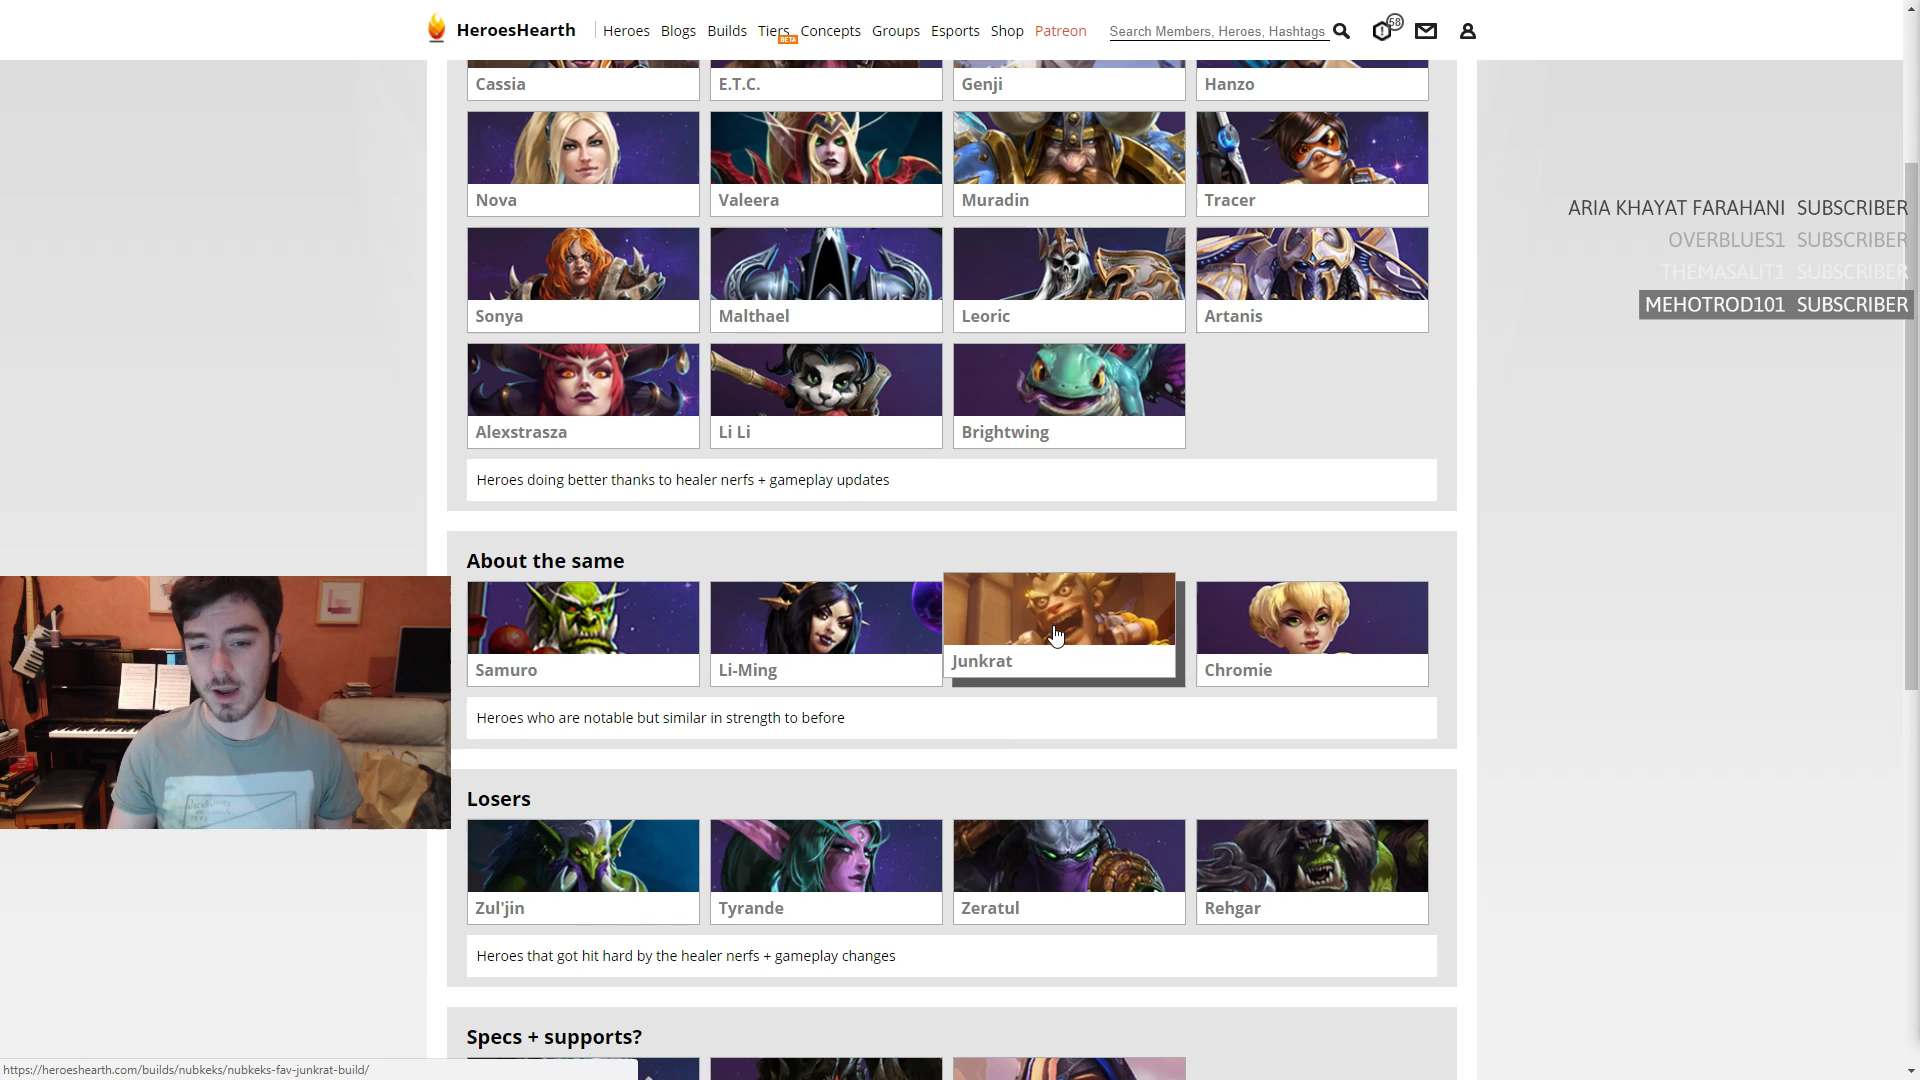 HeroesHearth Heroes Blogs Builds Tiers BETA Concepts Groups Esports Shop Patreon Search Members, Heroes, Hashtags 58
Cassia E.T.C. Genji Hanzo
Nova Valeera Muradin Tracer
Sonya Malthael Leoric Artanis
Alexstrasza Li Li Brightwing
Heroes doing better thanks to healer nerfs + gameplay updates
About the same
Samuro Li-Ming Junkrat Chromie
Heroes who are notable but similar in strength to before
Losers
Zul'jin Tyrande Zeratul Rehgar
Heroes that got hit hard by the healer nerfs + gameplay changes
Specs + supports?
ARIA KHAYAT FARAHANI SUBSCRIBER
OVERBLUES1 SUBSCRIBER
THEMASALIT1 SUBSCRIBER
MEHOTROD101 SUBSCRIBER
https://heroeshearth.com/builds/nubkeks/nubkeks-fav-junkrat-build/